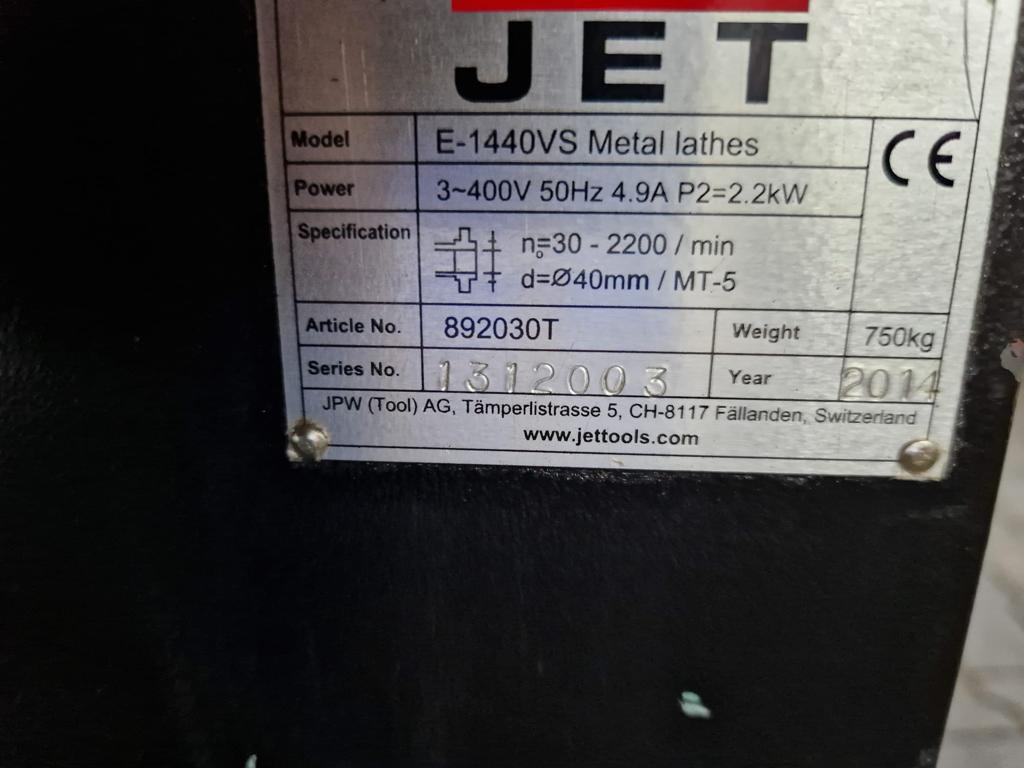 JET
Model E-1440VS Metal lathes CE
Power 3~400V 50Hz 4.9A P2=2.2kW
Specification n₀=30 - 2200 / min
d=Ø40mm / MT-5
Article No. 892030T Weight 750kg
Series No. 1312003 Year 2014
JPW (Tool) AG, Tämperlistrasse 5, CH-8117 Fällanden, Switzerland
www.jettools.com